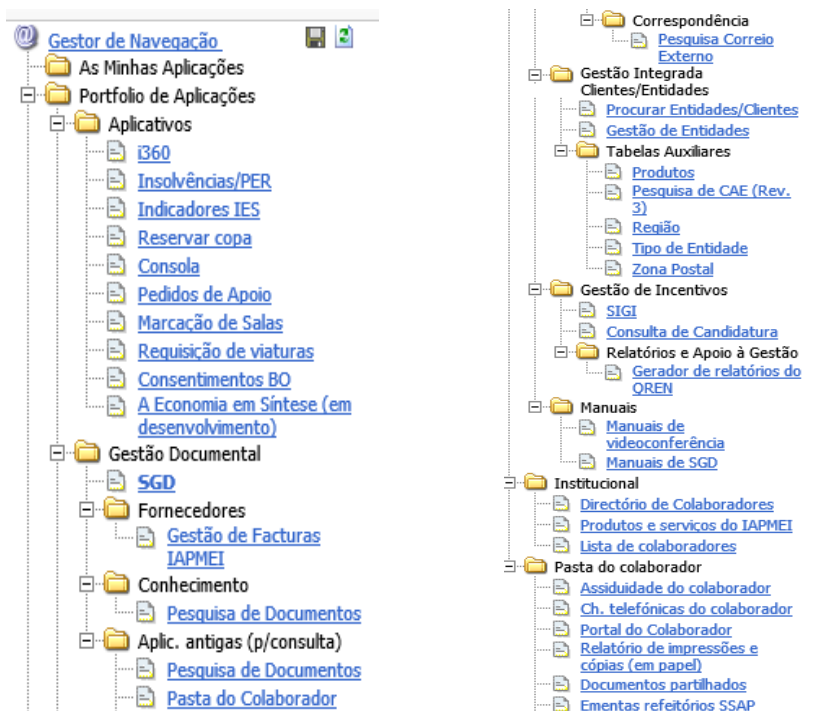 Gestor de Navegação
As Minhas Aplicações
Portfolio de Aplicações
Aplicativos
i360
Insolvências/PER
Indicadores IES
Reservar copa
Consola
Pedidos de Apoio
Marcação de Salas
Requisição de viaturas
Consentimentos BO
A Economia em Síntese (em
desenvolvimento)
Gestão Documental
SGD
Fornecedores
Gestão de Facturas
IAPMEI
Conhecimento
Pesquisa de Documentos
Aplic. antigas (p/consulta)
Pesquisa de Documentos
Pasta do Colaborador
Correspondência
Pesquisa Correio
Externo
Gestão Integrada
Clientes/Entidades
Procurar Entidades/Clientes
Gestão de Entidades
Tabelas Auxiliares
Produtos
Pesquisa de CAE (Rev.
3)
Região
Tipo de Entidade
Zona Postal
Gestão de Incentivos
SIGI
Consulta de Candidatura
Relatórios e Apoio à Gestão
Gerador de relatórios do
QREN
Manuais
Manuais de
videoconferência
Manuais de SGD
Institucional
Directório de Colaboradores
Produtos e serviços do IAPMEI
Lista de colaboradores
Pasta do colaborador
Assiduidade do colaborador
Ch. telefónicas do colaborador
Portal do Colaborador
Relatório de impressões e
cópias (em papel)
Documentos partilhados
Ementas refeitórios SSAP